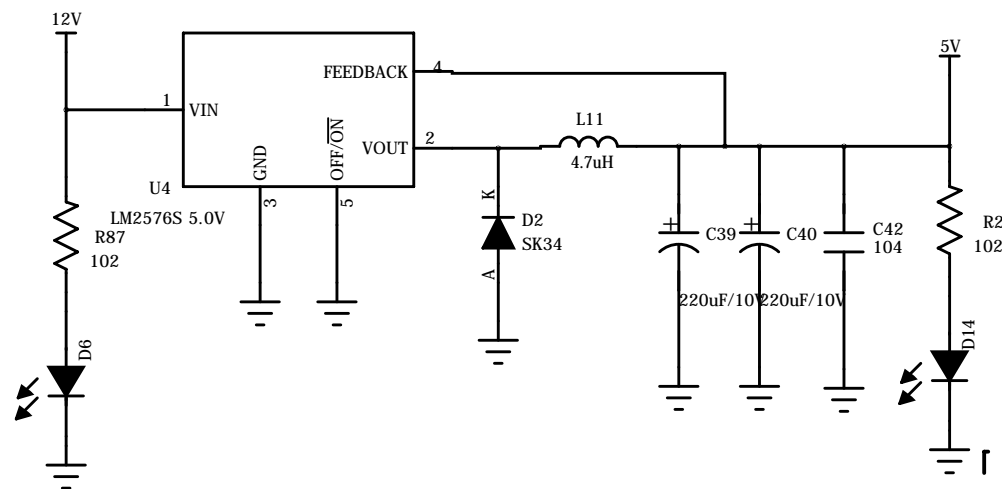 12V
5V
FEEDBACK
4
1
VIN
L11
VOUT
2
4.7uH
GND
OFF/ON
U4
3
5
LM2576S 5.0V
K
D2
SK34
A
R87
102
C39
C40
C42
104
R2
102
220uF/10V
220uF/10V
D6
D14